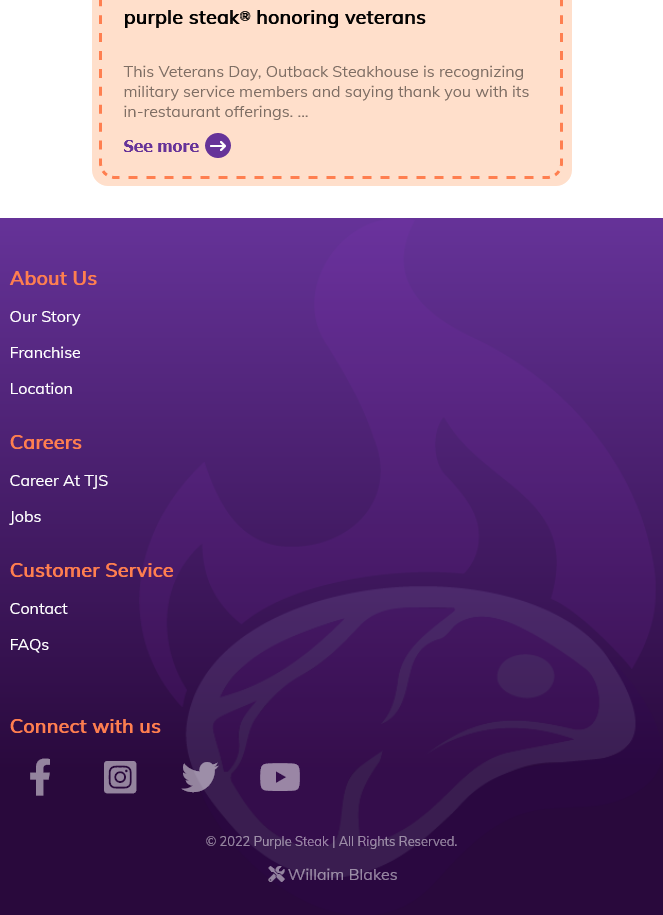 purple steak® honoring veterans
This Veterans Day, Outback Steakhouse is recognizing
military service members and saying thank you with its
in-restaurant offerings. ...
See more
About Us
Our Story
Franchise
Location
Careers
Career At TJS
Jobs
Customer Service
Contact
FAQs
Connect with us
© 2022 Purple Steak | All Rights Reserved.
Willaim Blakes